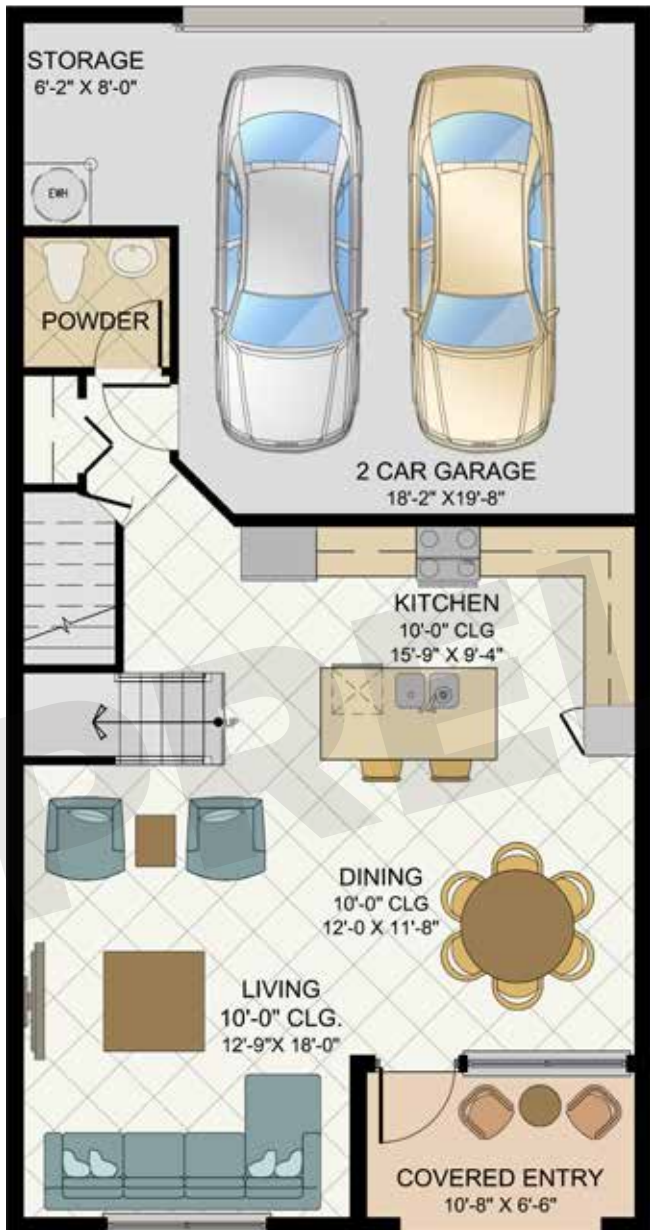 STORAGE
6'-2" X 8'-0"
EWH
POWDER
2 CAR GARAGE
18'-2" X19'-8"
KITCHEN
10'-0" CLG
15'-9" X 9'-4"
UP
DINING
10'-0" CLG
12'-0 X 11'-8"
LIVING
10'-0" CLG.
12'-9"X 18'-0"
COVERED ENTRY
10'-8" X 6'-6"